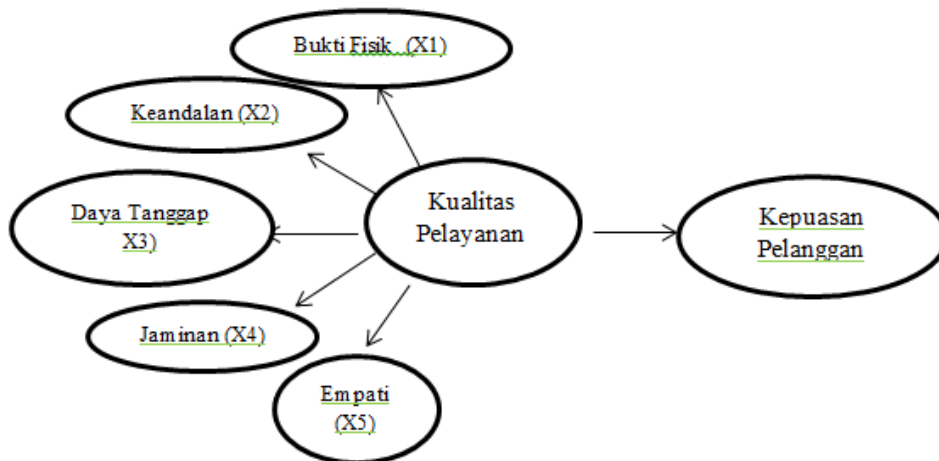 Bukti Fisik (X1)
Keandalan (X2)
Daya Tanggap
X3)
Jaminan (X4)
Empati
(X5)
Kualitas
Pelayanan
Kepuasan
Pelanggan